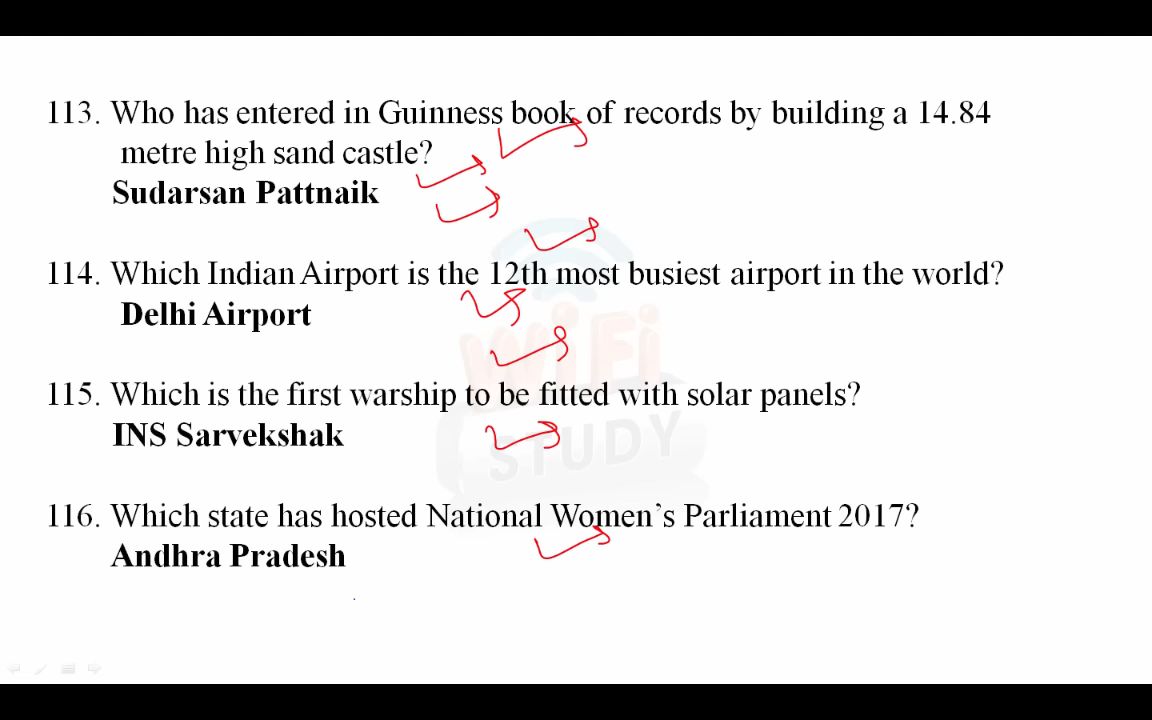 113. Who has entered in Guinness book of records by building a 14.84
metre high sand castle?
Sudarsan Pattnaik
114. Which Indian Airport is the 12th most busiest airport in the world?
Delhi Airport
WiFi
115. Which is the first warship to be fitted with solar panels?
INS Sarvekshak
STUDY
116. Which state has hosted National Women’s Parliament 2017?
Andhra Pradesh